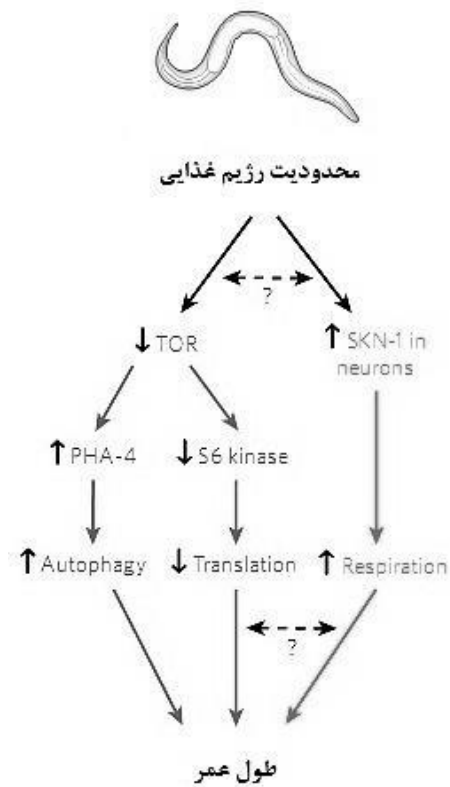 محدودیت رژیم غذایی
?
↓ TOR
↑ SKN-1 in
neurons
↑ PHA-4
↓ S6 kinase
↑ Autophagy
↓ Translation
↑ Respiration
?
طول عمر